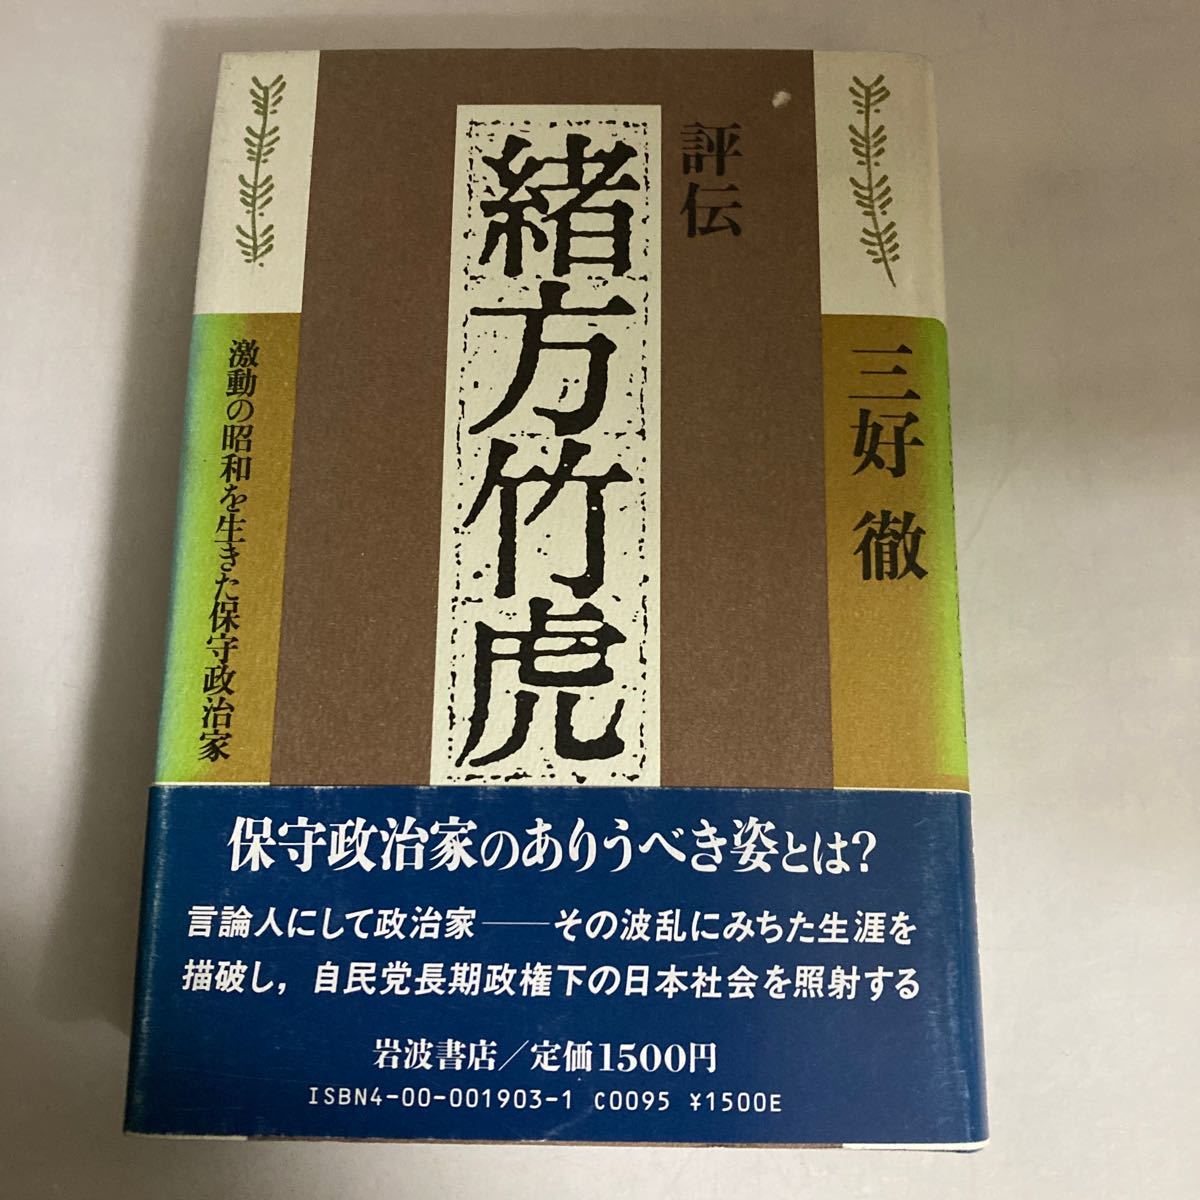 評伝
緒方竹虎
三好 徹
激動の昭和を生きた保守政治家
保守政治家のありうべき姿とは?
言論人にして政治家――その波乱にみちた生涯を
描破し，自民党長期政権下の日本社会を照射する
岩波書店／定価1500円
ISBN4-00-001903-1 C0095 ¥1500E